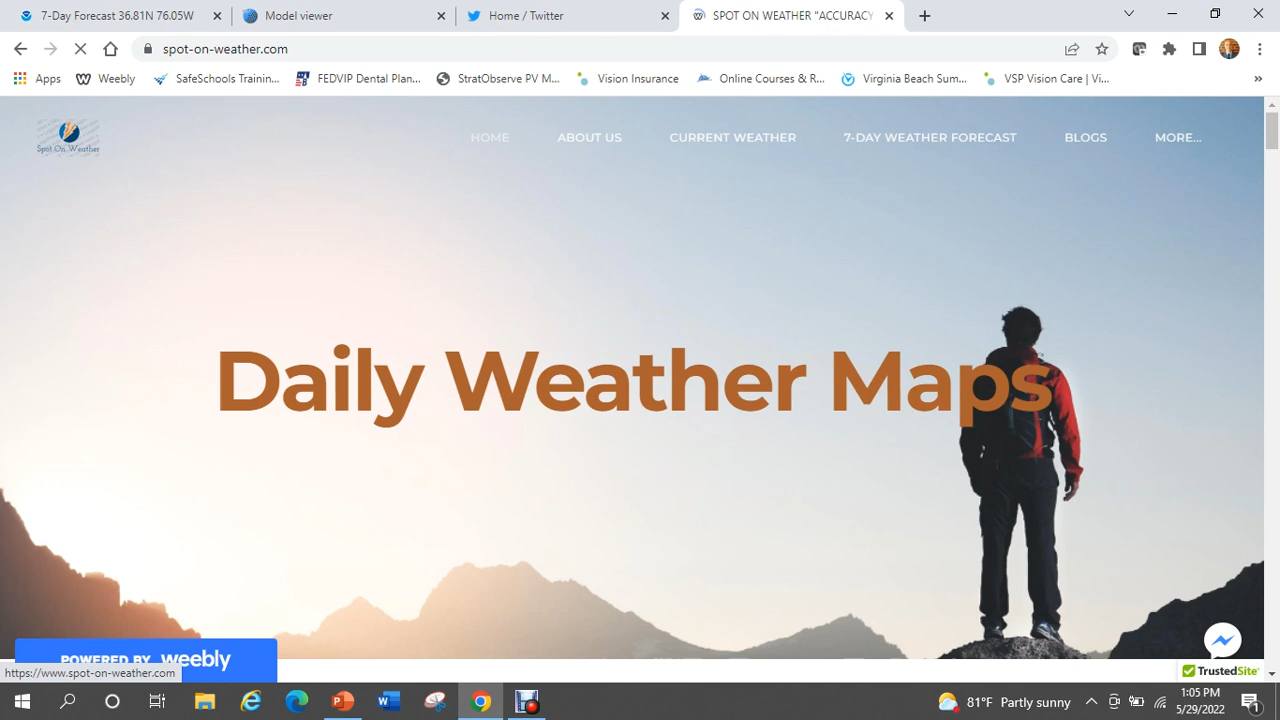 7-Day Forecast 36.81N 76.05W
Model viewer
Home / Twitter
SPOT ON WEATHER "ACCURACY
spot-on-weather.com
Apps
Weebly
SafeSchools Trainin...
FEDVIP Dental Plan...
StratObserve PV M...
Vision Insurance
Online Courses & R...
Virginia Beach Sum...
VSP Vision Care | Vi...
»
Spot On Weather
HOME
ABOUT US
CURRENT WEATHER
7-DAY WEATHER FORECAST
BLOGS
MORE...
Daily Weather Maps
POWERED BY weebly
https://www.spot-on-weather.com
TrustedSite
81°F Partly sunny
1:05 PM
5/29/2022
1